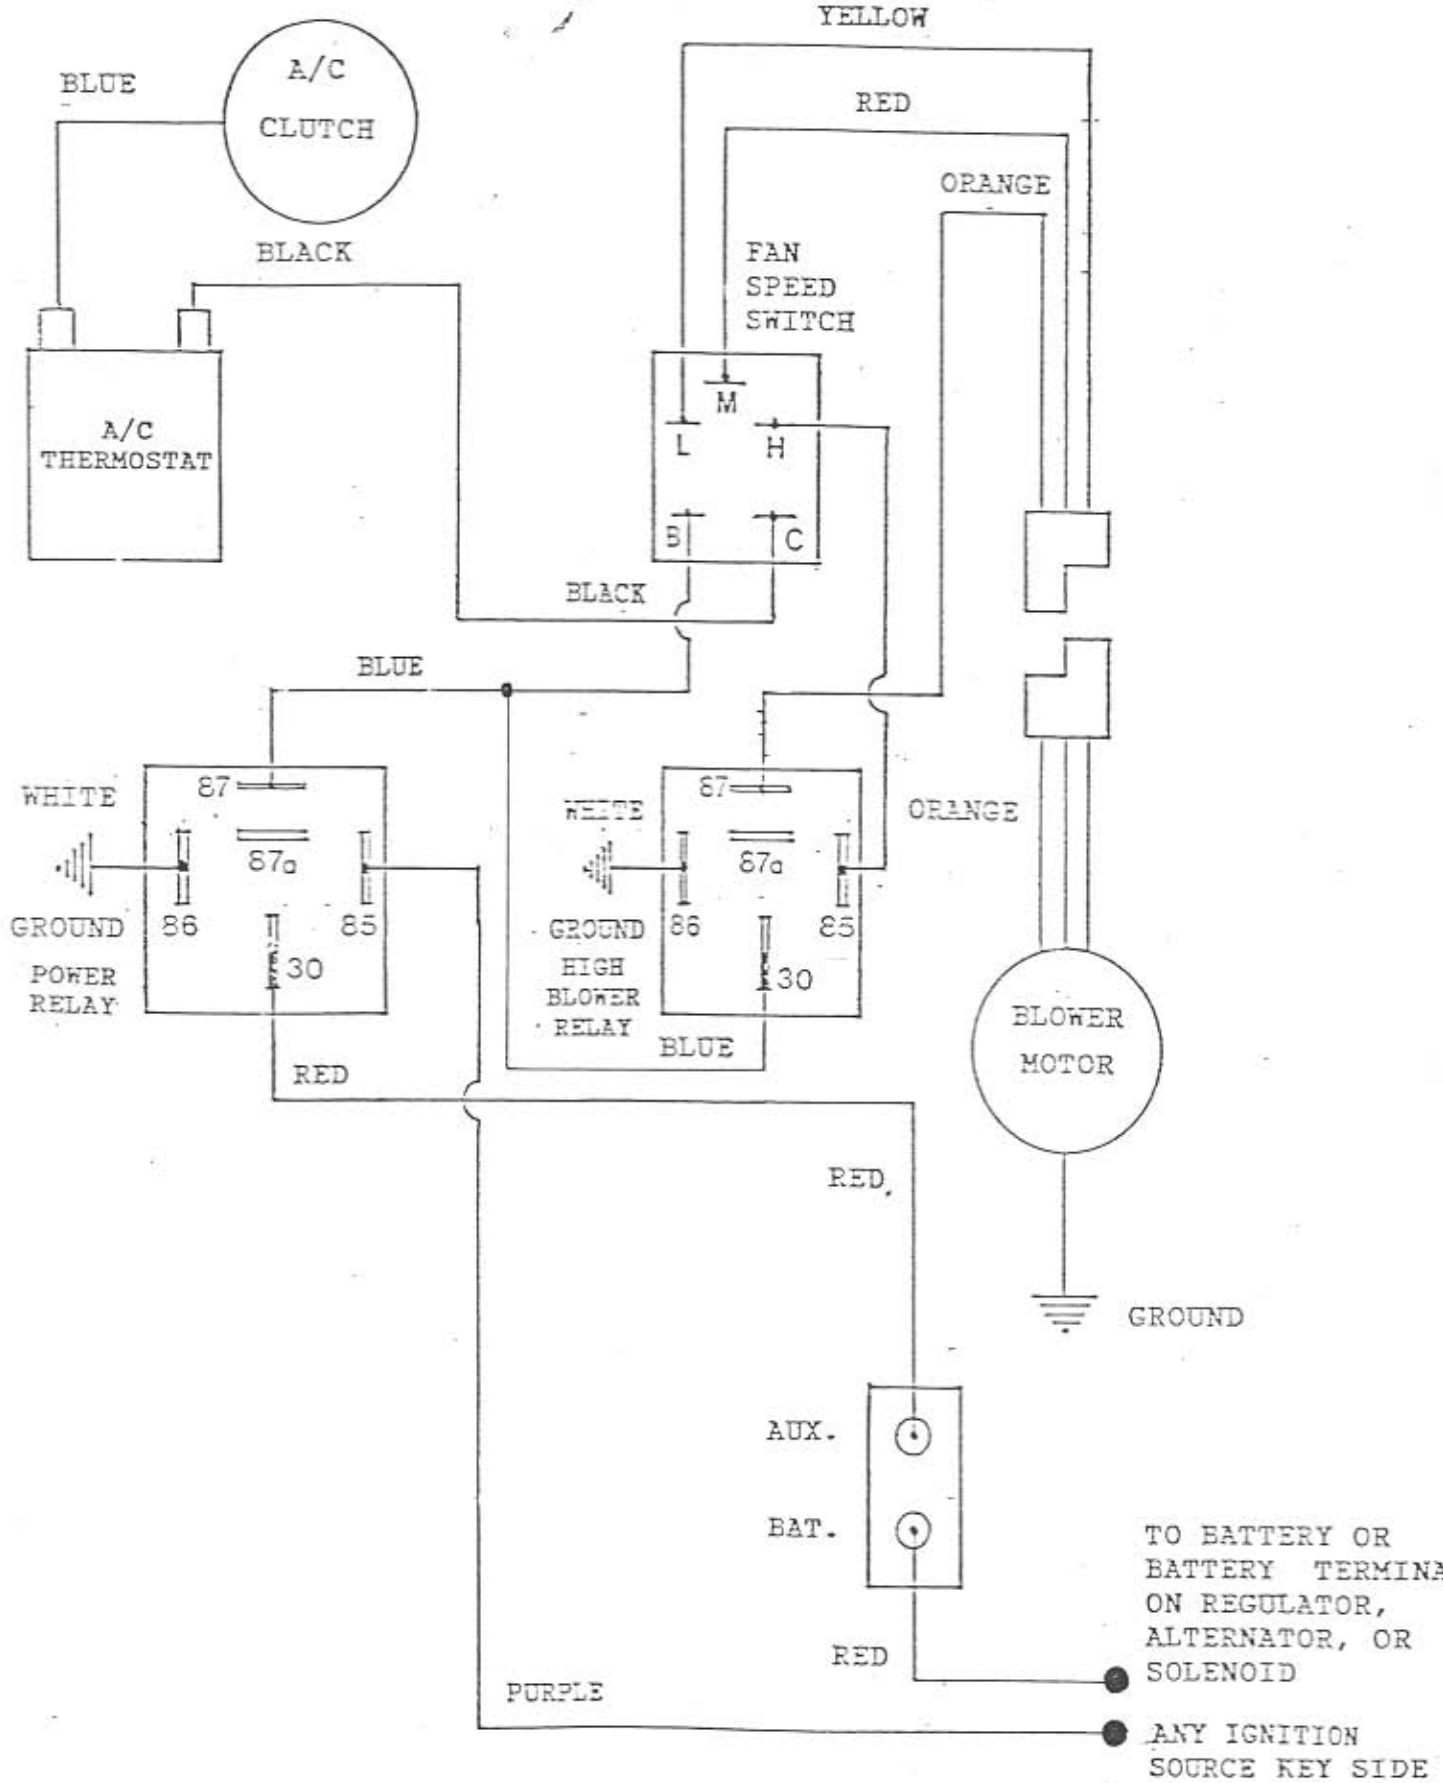 YELLOW
BLUE
A/C
CLUTCH
RED
ORANGE
BLACK
FAN
SPEED
SWITCH
M
L
H
A/C
THERMOSTAT
B
C
BLACK
BLUE
WHITE
87
87a
GROUND
86
85
POWER
RELAY
30
WHITE
87
87a
ORANGE
GROUND
86
85
HIGH
BLOWER
RELAY
30
BLUE
BLOWER
MOTOR
RED
RED
GROUND
AUX.
BAT.
TO BATTERY OR
BATTERY TERMINA
ON REGULATOR,
ALTERNATOR, OR
SOLENOID
RED
PURPLE
ANY IGNITION
SOURCE KEY SIDE